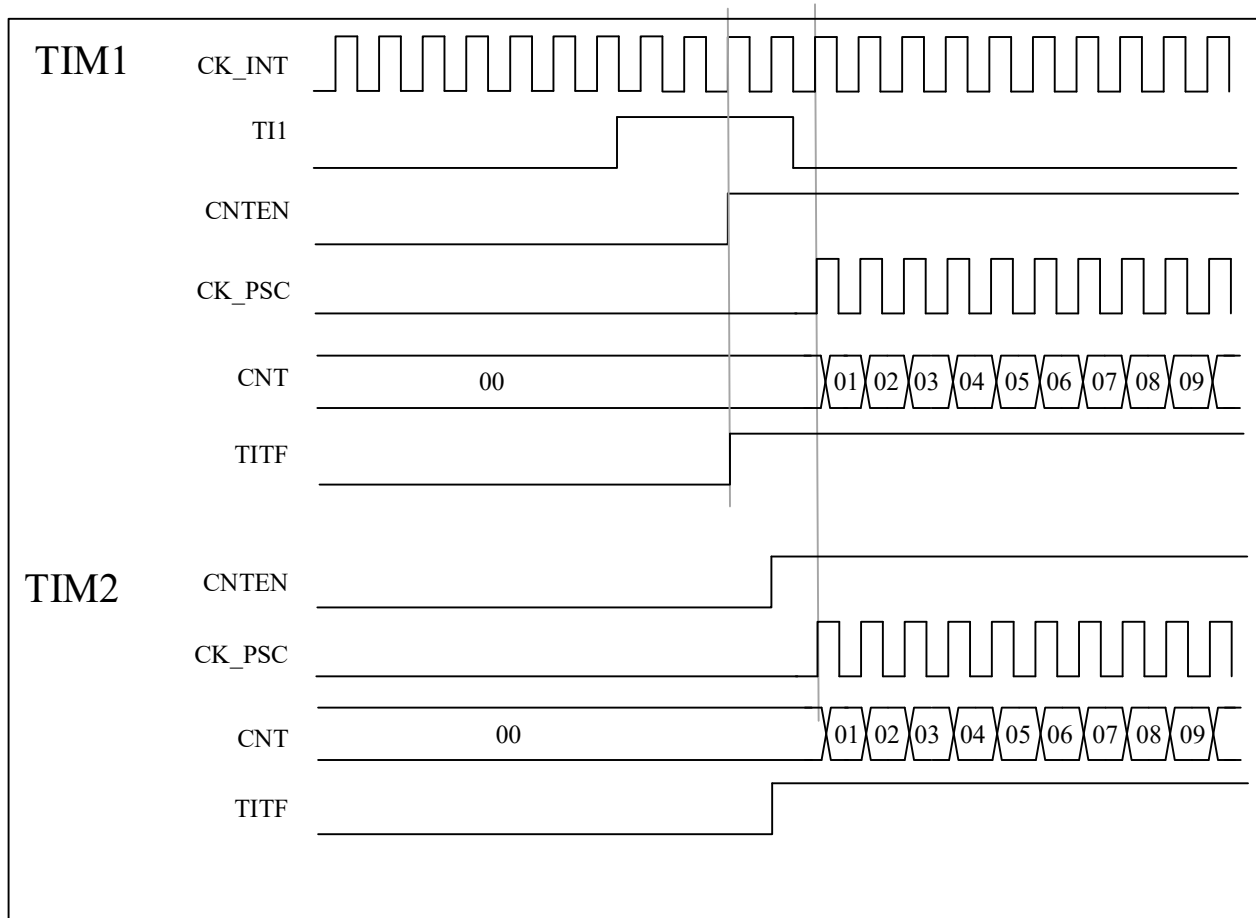 TIM1
CK_INT
TI1
CNTEN
CK_PSC
CNT 00 01 02 03 04 05 06 07 08 09
TITF
TIM2
CNTEN
CK_PSC
CNT 00 01 02 03 04 05 06 07 08 09
TITF